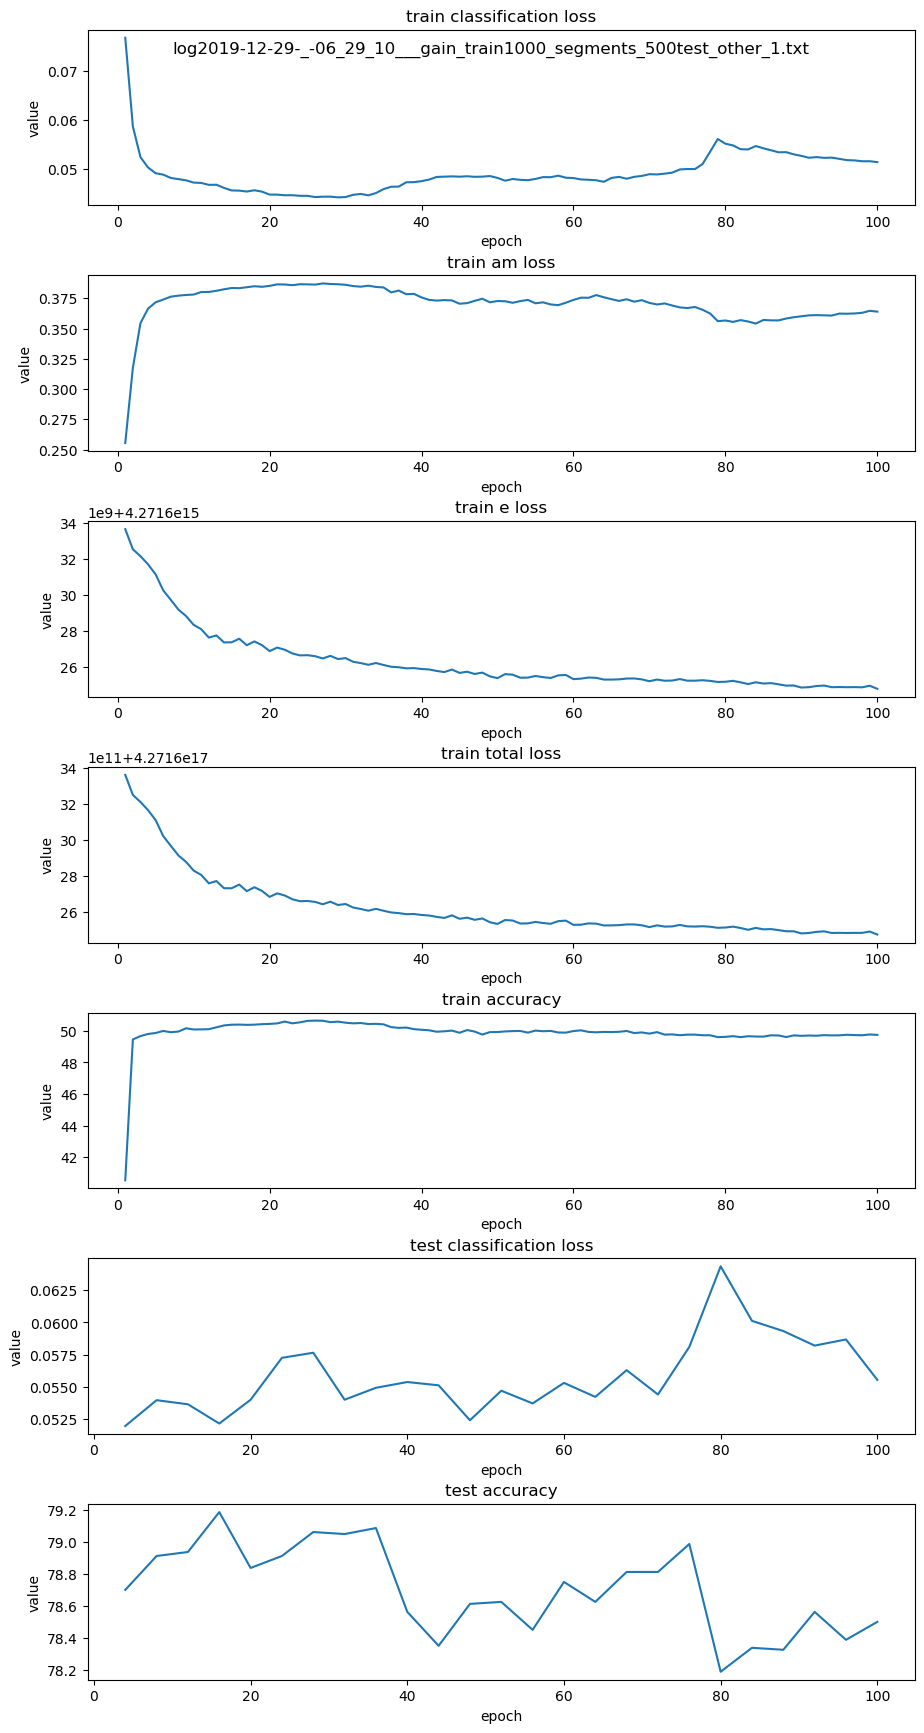 train classification loss
log2019-12-29-_-06_29_10___gain_train1000_segments_500test_other_1.txt
value
0.07
0.06
0.05
0 20 40 60 80 100
epoch
train am loss
value
0.375
0.350
0.325
0.300
0.275
0.250
0 20 40 60 80 100
epoch
train e loss
1e9+4.2716e15
value
34
32
30
28
26
0 20 40 60 80 100
epoch
train total loss
1e11+4.2716e17
value
34
32
30
28
26
0 20 40 60 80 100
epoch
train accuracy
value
50
48
46
44
42
0 20 40 60 80 100
epoch
test classification loss
value
0.0625
0.0600
0.0575
0.0550
0.0525
0 20 40 60 80 100
epoch
test accuracy
value
79.2
79.0
78.8
78.6
78.4
78.2
0 20 40 60 80 100
epoch